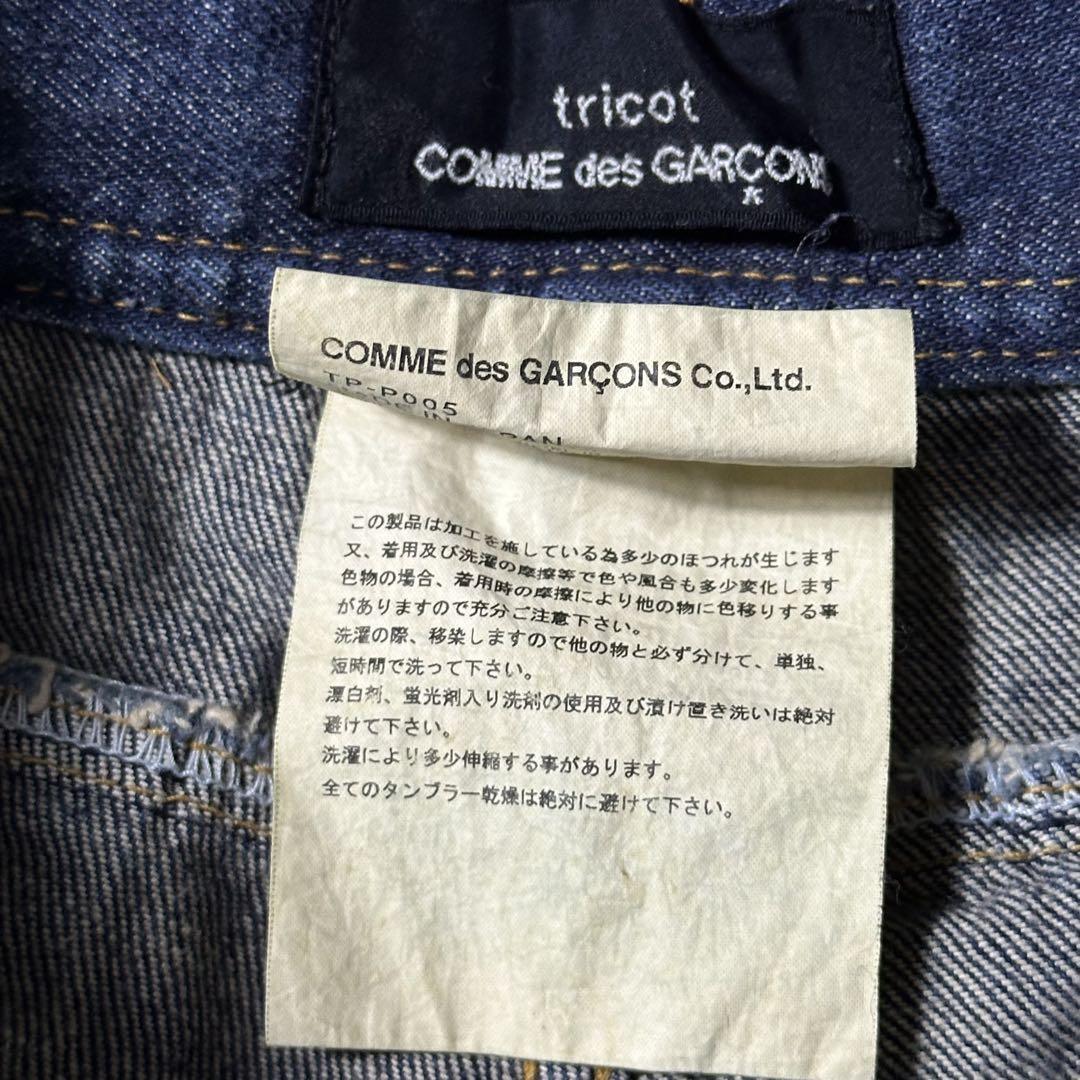 tricot
COMME des GARÇONS
COMME des GARÇONS Co.,Ltd.
TP-P005
MADE IN JAPAN
この製品は加工を施している為多少のほつれが生じます
又、着用及び洗濯の摩擦等で色や風合も多少変化します
色物の場合、着用時の摩擦により他の物に色移りする事
がありますので充分ご注意下さい。
洗濯の際、移染しますので他の物と必ず分けて、単独、
短時間で洗って下さい。
漂白剤、蛍光剤入り洗剤の使用及び漬け置き洗いは絶対
避けて下さい。
洗濯により多少伸縮する事があります。
全てのタンブラー乾燥は絶対に避けて下さい。